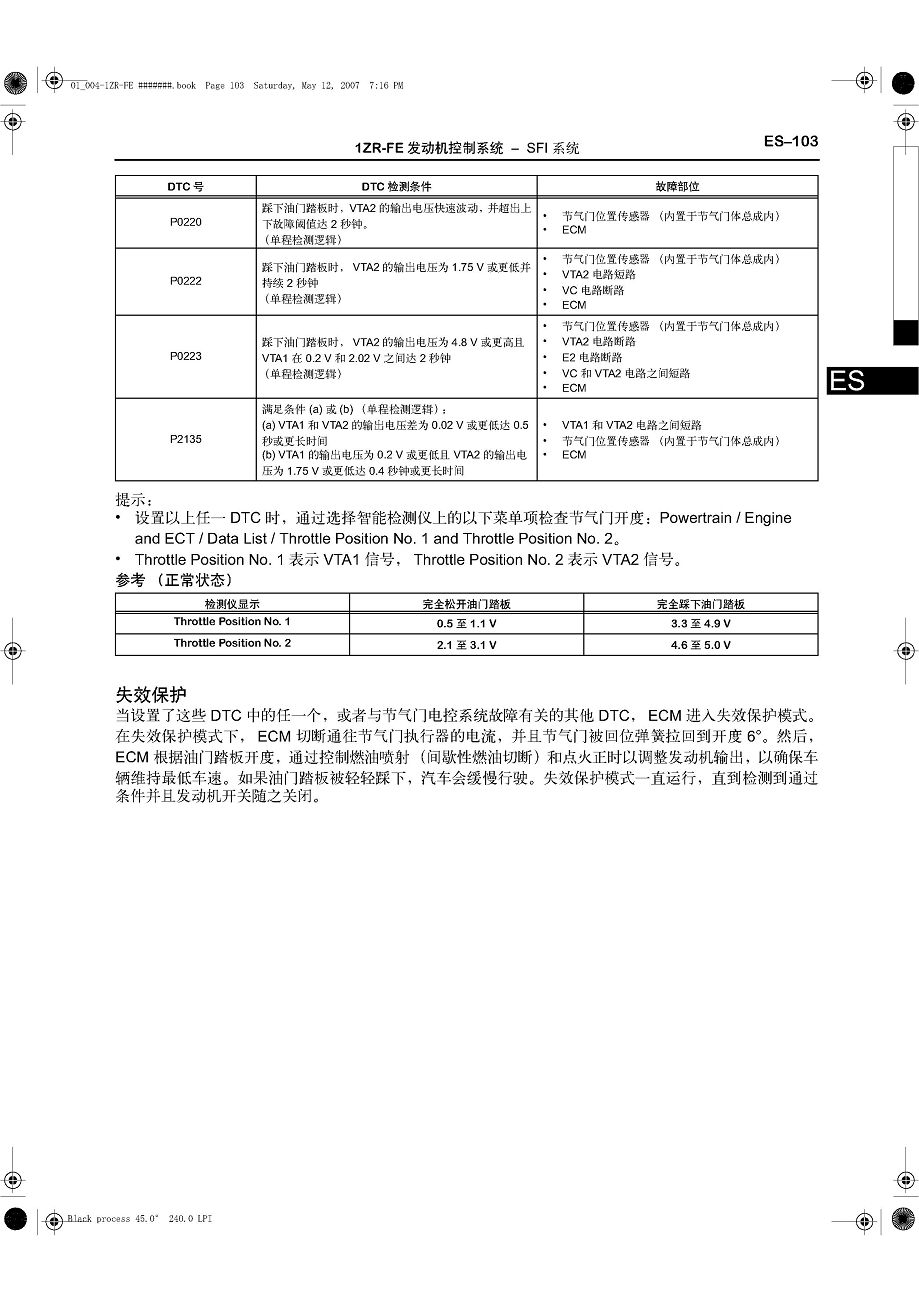 01_004-1ZR-FE #######.book Page 103 Saturday, May 12, 2007 7:16 PM
1ZR-FE 发动机控制系统 – SFI 系统
ES–103
DTC 号 DTC 检测条件 故障部位
P0220
踩下油门踏板时，VTA2 的输出电压快速波动，并超出上
下故障阈值达 2 秒钟。
（单程检测逻辑）
• 节气门位置传感器 （内置于节气门体总成内）
• ECM
P0222
踩下油门踏板时， VTA2 的输出电压为 1.75 V 或更低并
持续 2 秒钟
（单程检测逻辑）
• 节气门位置传感器 （内置于节气门体总成内）
• VTA2 电路短路
• VC 电路断路
• ECM
P0223
踩下油门踏板时， VTA2 的输出电压为 4.8 V 或更高且
VTA1 在 0.2 V 和 2.02 V 之间达 2 秒钟
（单程检测逻辑）
• 节气门位置传感器 （内置于节气门体总成内）
• VTA2 电路断路
• E2 电路断路
• VC 和 VTA2 电路之间短路
• ECM
P2135
满足条件 (a) 或 (b) （单程检测逻辑）：
(a) VTA1 和 VTA2 的输出电压差为 0.02 V 或更低达 0.5
秒或更长时间
(b) VTA1 的输出电压为 0.2 V 或更低且 VTA2 的输出电
压为 1.75 V 或更低达 0.4 秒钟或更长时间
• VTA1 和 VTA2 电路之间短路
• 节气门位置传感器 （内置于节气门体总成内）
• ECM
ES
提示：
• 设置以上任一 DTC 时，通过选择智能检测仪上的以下菜单项检查节气门开度：Powertrain / Engine
and ECT / Data List / Throttle Position No. 1 and Throttle Position No. 2。
• Throttle Position No. 1 表示 VTA1 信号， Throttle Position No. 2 表示 VTA2 信号。
参考 （正常状态）
检测仪显示 完全松开油门踏板 完全踩下油门踏板
Throttle Position No. 1 0.5 至 1.1 V 3.3 至 4.9 V
Throttle Position No. 2 2.1 至 3.1 V 4.6 至 5.0 V
失效保护
当设置了这些 DTC 中的任一个，或者与节气门电控系统故障有关的其他 DTC， ECM 进入失效保护模式。
在失效保护模式下， ECM 切断通往节气门执行器的电流，并且节气门被回位弹簧拉回到开度 6°。然后，
ECM 根据油门踏板开度，通过控制燃油喷射（间歇性燃油切断）和点火正时以调整发动机输出，以确保车
辆维持最低车速。如果油门踏板被轻轻踩下，汽车会缓慢行驶。失效保护模式一直运行，直到检测到通过
条件并且发动机开关随之关闭。
Black process 45.0° 240.0 LPI